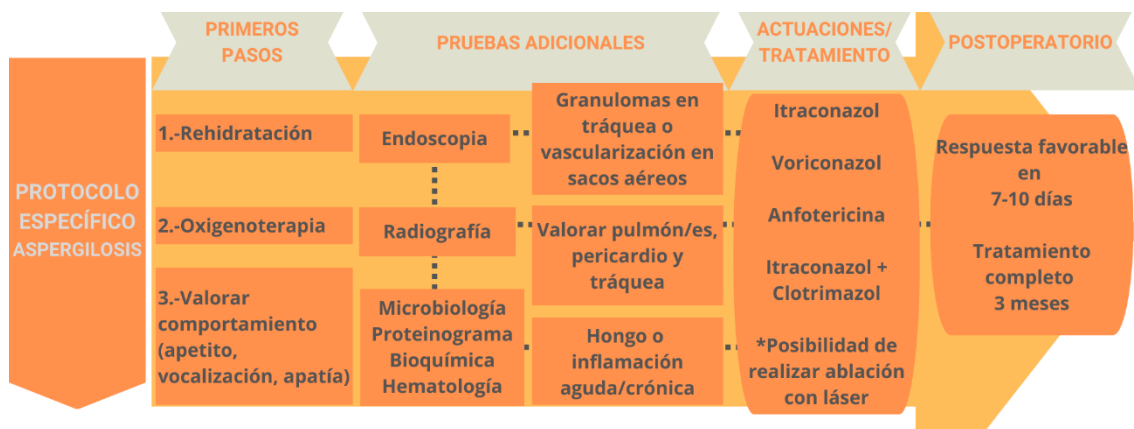 PRIMEROS
PASOS
PRUEBAS ADICIONALES
ACTUACIONES/
TRATAMIENTO
POSTOPERATORIO
PROTOCOLO
ESPECÍFICO
ASPERGILOSIS
1.-Rehidratación
2.-Oxigenoterapia
3.-Valorar
comportamiento
(apetito,
vocalización, apatía)
Endoscopia
Radiografía
Microbiología
Proteinograma
Bioquímica
Hematología
Granulomas en
tráquea o
vascularización en
sacos aéreos
Valorar pulmón/es,
pericardio y
tráquea
Hongo o
inflamación
aguda/crónica
Itraconazol
Voriconazol
Anfotericina
Itraconazol +
Clotrimazol
*Posibilidad de
realizar ablación
con láser
Respuesta favorable
en
7-10 días
Tratamiento
completo
3 meses